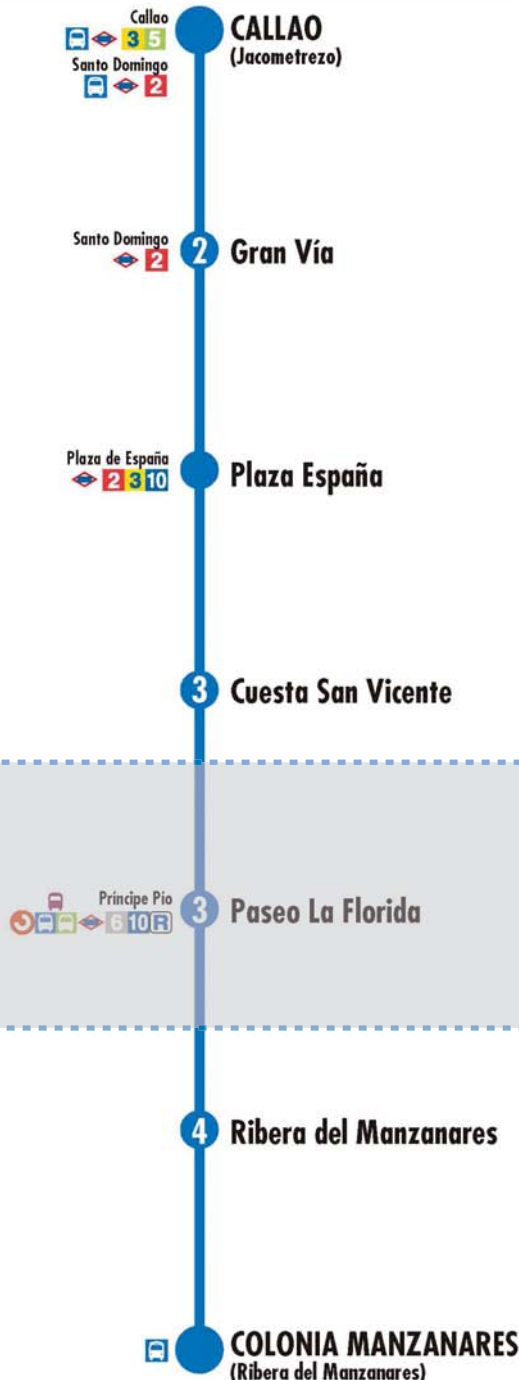 Callao
3 5
CALLAO
(Jacometrezo)
Santo Domingo
2
Santo Domingo
2
2
Gran Vía
Plaza de España
2 3 10
Plaza España
3
Cuesta San Vicente
Príncipe Pío
6 10 R
3
Paseo La Florida
4
Ribera del Manzanares
COLONIA MANZANARES
(Ribera del Manzanares)